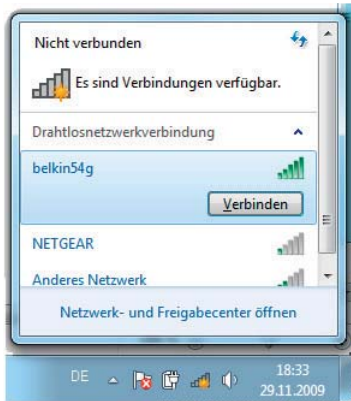 Nicht verbunden
Es sind Verbindungen verfügbar.
Drahtlosnetzwerkverbindung
belkin54g
Verbinden
NETGEAR
Anderes Netzwerk
Netzwerk- und Freigabecenter öffnen
DE
18:33
29.11.2009